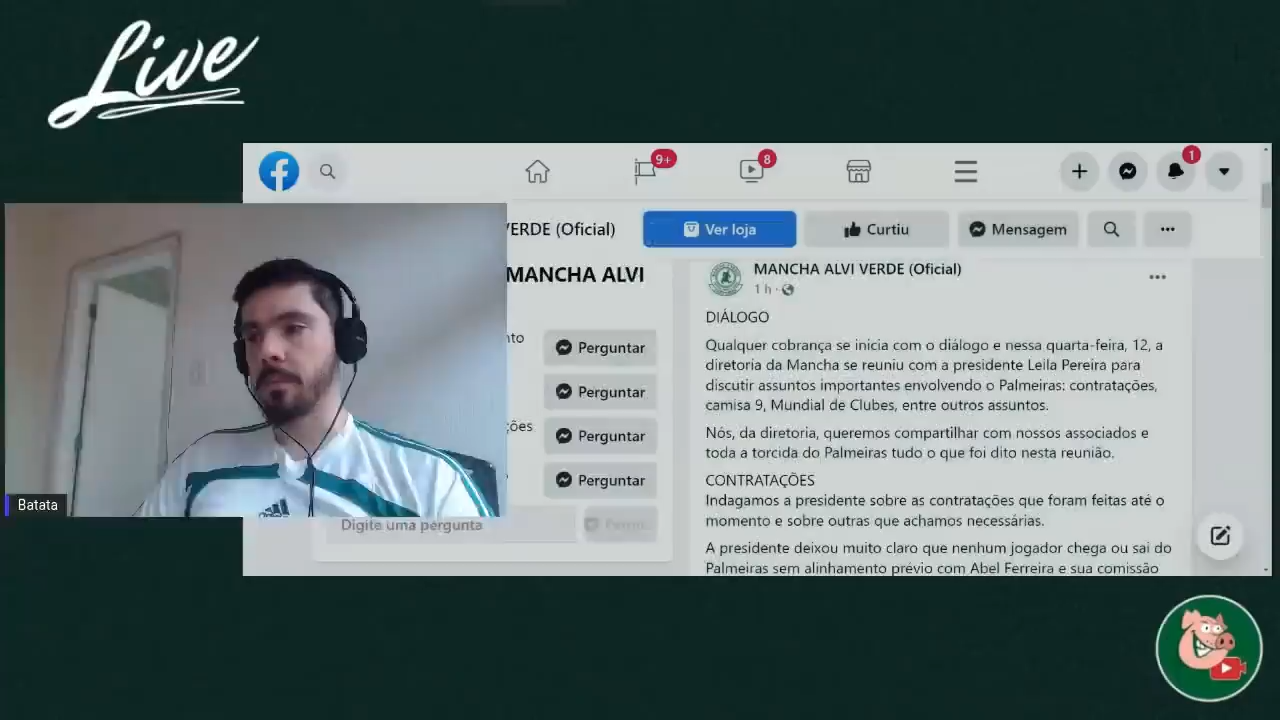 Live
9+
8
1
VERDE (Oficial)
Ver loja
Curtiu
Mensagem
MANCHA ALVI
Perguntar
Perguntar
ções
Perguntar
Perguntar
Digite uma pergunta
Batata
adidas
MANCHA ALVI VERDE (Oficial)
1 h ·
DIÁLOGO
Qualquer cobrança se inicia com o diálogo e nessa quarta-feira, 12, a
diretoria da Mancha se reuniu com a presidente Leila Pereira para
discutir assuntos importantes envolvendo o Palmeiras: contratações,
camisa 9, Mundial de Clubes, entre outros assuntos.
Nós, da diretoria, queremos compartilhar com nossos associados e
toda a torcida do Palmeiras tudo o que foi dito nesta reunião.
CONTRATAÇÕES
Indagamos a presidente sobre as contratações que foram feitas até o
momento e sobre outras que achamos necessárias.
A presidente deixou muito claro que nenhum jogador chega ou sai do
Palmeiras sem alinhamento prévio com Abel Ferreira e sua comissão